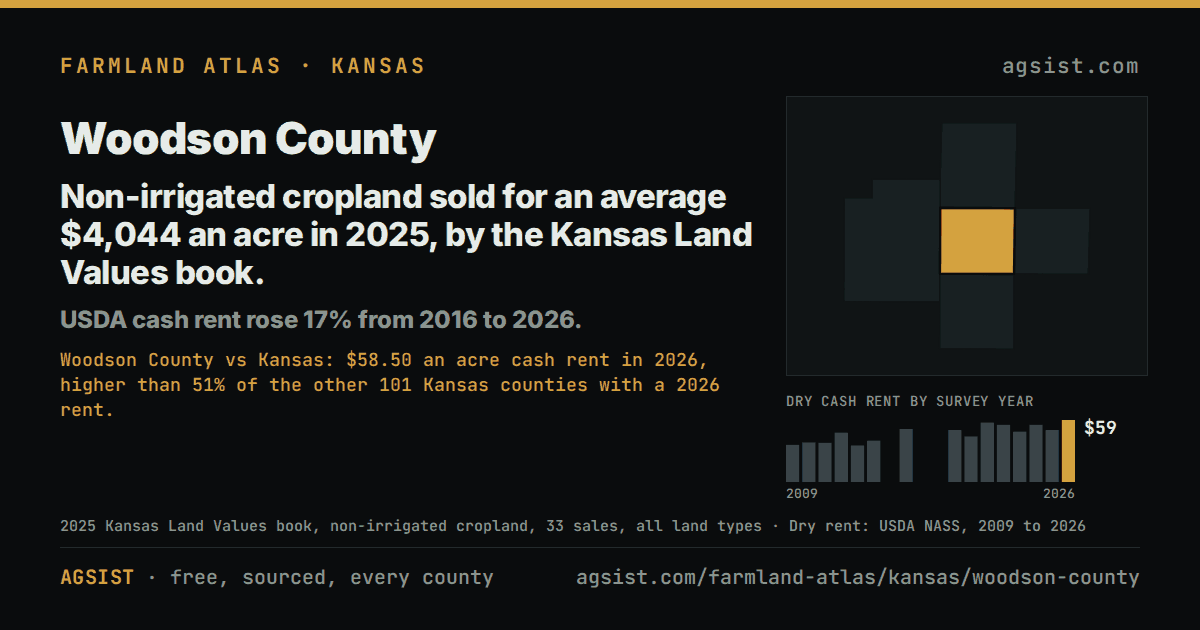 FARMLAND ATLAS · KANSAS
agsist.com
Woodson County
Non-irrigated cropland sold for an average
$4,044 an acre in 2025, by the Kansas Land
Values book.
USDA cash rent rose 17% from 2016 to 2026.
Woodson County vs Kansas: $58.50 an acre cash rent in 2026,
higher than 51% of the other 101 Kansas counties with a 2026
rent.
DRY CASH RENT BY SURVEY YEAR
$59
2009
2026
2025 Kansas Land Values book, non-irrigated cropland, 33 sales, all land types · Dry rent: USDA NASS, 2009 to 2026
AGSIST · free, sourced, every county
agsist.com/farmland-atlas/kansas/woodson-county